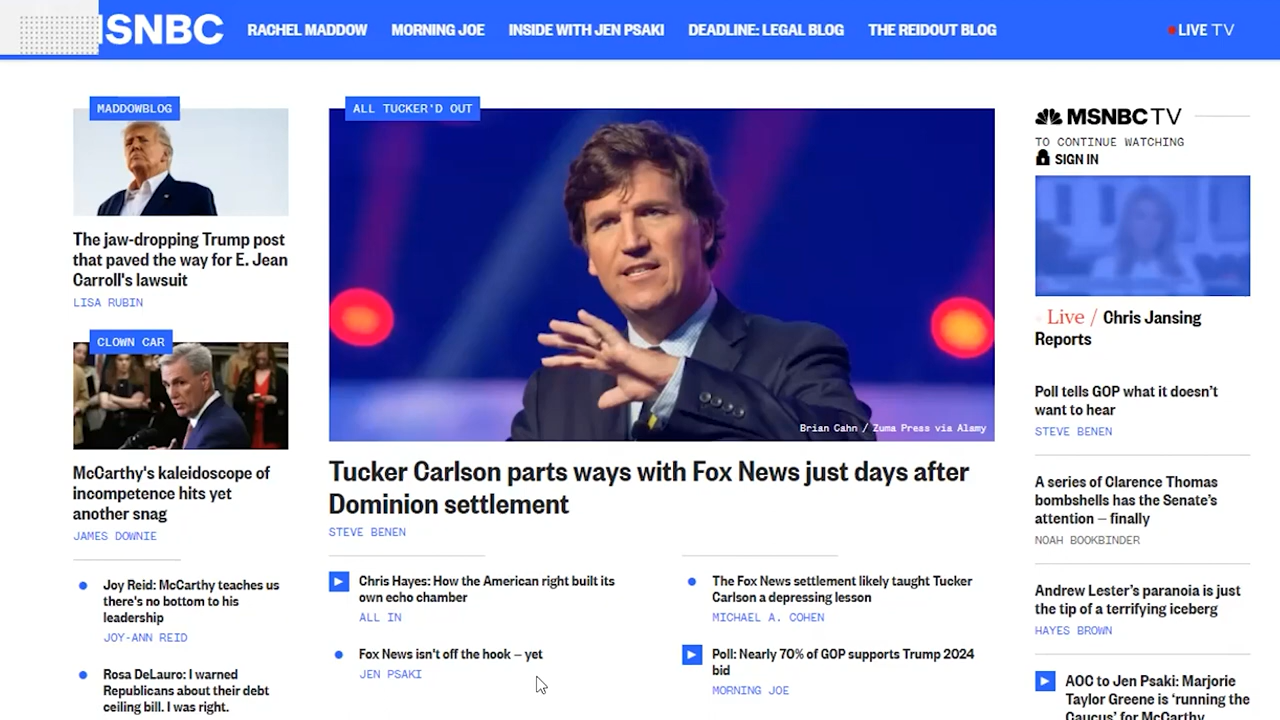 SNBC
RACHEL MADDOW
MORNING JOE
INSIDE WITH JEN PSAKI
DEADLINE: LEGAL BLOG
THE REIDOUT BLOG
LIVE TV
MADDOWBLOG
The jaw-dropping Trump post
that paved the way for E. Jean
Carroll's lawsuit
LISA RUBIN
CLOWN CAR
McCarthy's kaleidoscope of
incompetence hits yet
another snag
JAMES DOWNIE
Joy Reid: McCarthy teaches us
there's no bottom to his
leadership
JOY-ANN REID
Rosa DeLauro: I warned
Republicans about their debt
ceiling bill. I was right.
ALL TUCKER'D OUT
Brian Cahn / Zuma Press via Alamy
Tucker Carlson parts ways with Fox News just days after
Dominion settlement
STEVE BENEN
Chris Hayes: How the American right built its
own echo chamber
ALL IN
Fox News isn't off the hook — yet
JEN PSAKI
The Fox News settlement likely taught Tucker
Carlson a depressing lesson
MICHAEL A. COHEN
Poll: Nearly 70% of GOP supports Trump 2024
bid
MORNING JOE
MSNBC TV
TO CONTINUE WATCHING
SIGN IN
Live / Chris Jansing
Reports
Poll tells GOP what it doesn't
want to hear
STEVE BENEN
A series of Clarence Thomas
bombshells has the Senate's
attention — finally
NOAH BOOKBINDER
Andrew Lester's paranoia is just
the tip of a terrifying iceberg
HAYES BROWN
AOC to Jen Psaki: Marjorie
Taylor Greene is 'running the
Caucus' for McCarthy